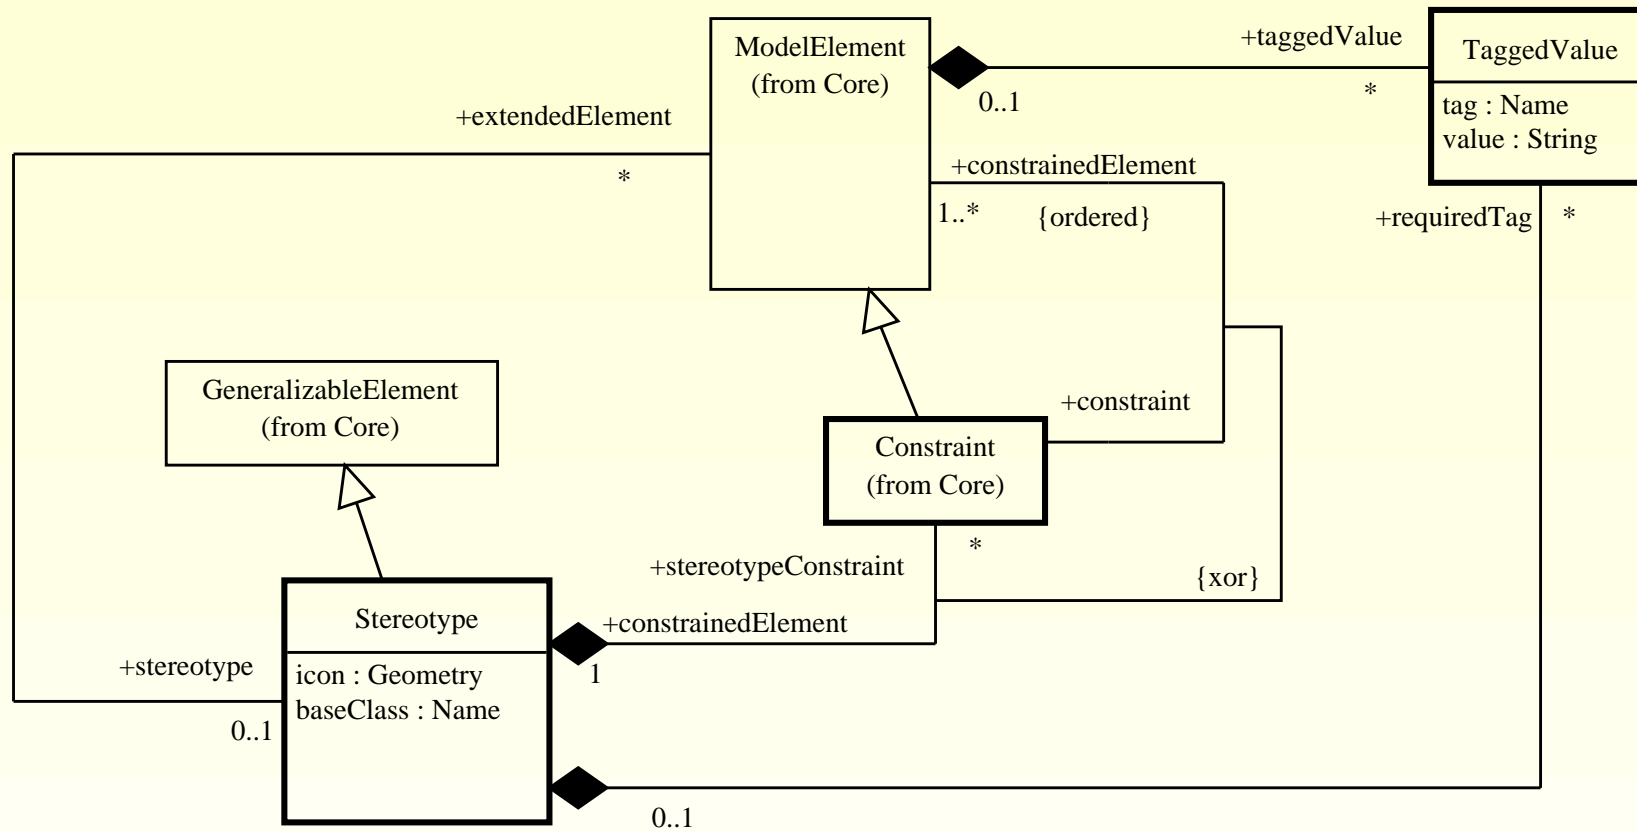 ModelElement
(from Core)
+taggedValue
TaggedValue
0..1
*
tag : Name
value : String
+extendedElement
*
+constrainedElement
1..*
{ordered}
+requiredTag
*
GeneralizableElement
(from Core)
+constraint
Constraint
(from Core)
*
+stereotypeConstraint
{xor}
Stereotype
+constrainedElement
+stereotype
1
icon : Geometry
baseClass : Name
0..1
0..1